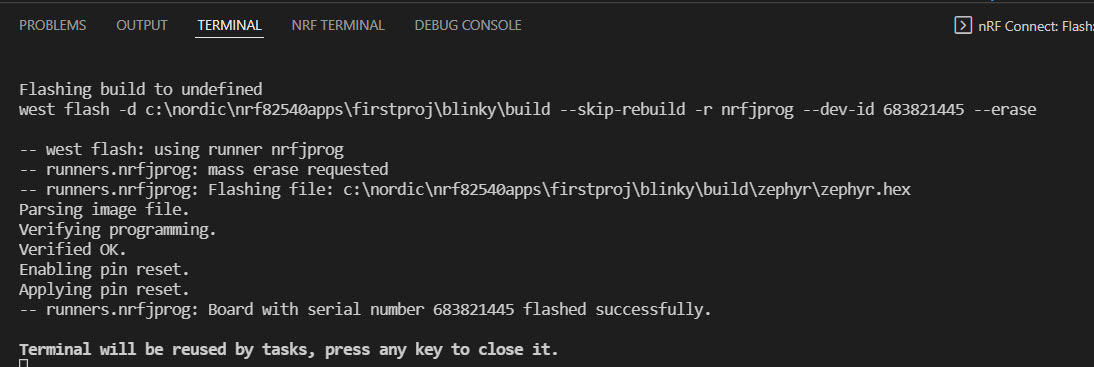 PROBLEMS OUTPUT TERMINAL NRF TERMINAL DEBUG CONSOLE nRF Connect: Flash:
Flashing build to undefined
west flash -d c:\nordic\nrf82540apps\firstproj\blinky\build --skip-rebuild -r nrfjprog --dev-id 683821445 --erase
-- west flash: using runner nrfjprog
-- runners.nrfjprog: mass erase requested
-- runners.nrfjprog: Flashing file: c:\nordic\nrf82540apps\firstproj\blinky\build\zephyr\zephyr.hex
Parsing image file.
Verifying programming.
Verified OK.
Enabling pin reset.
Applying pin reset.
-- runners.nrfjprog: Board with serial number 683821445 flashed successfully.
Terminal will be reused by tasks, press any key to close it.